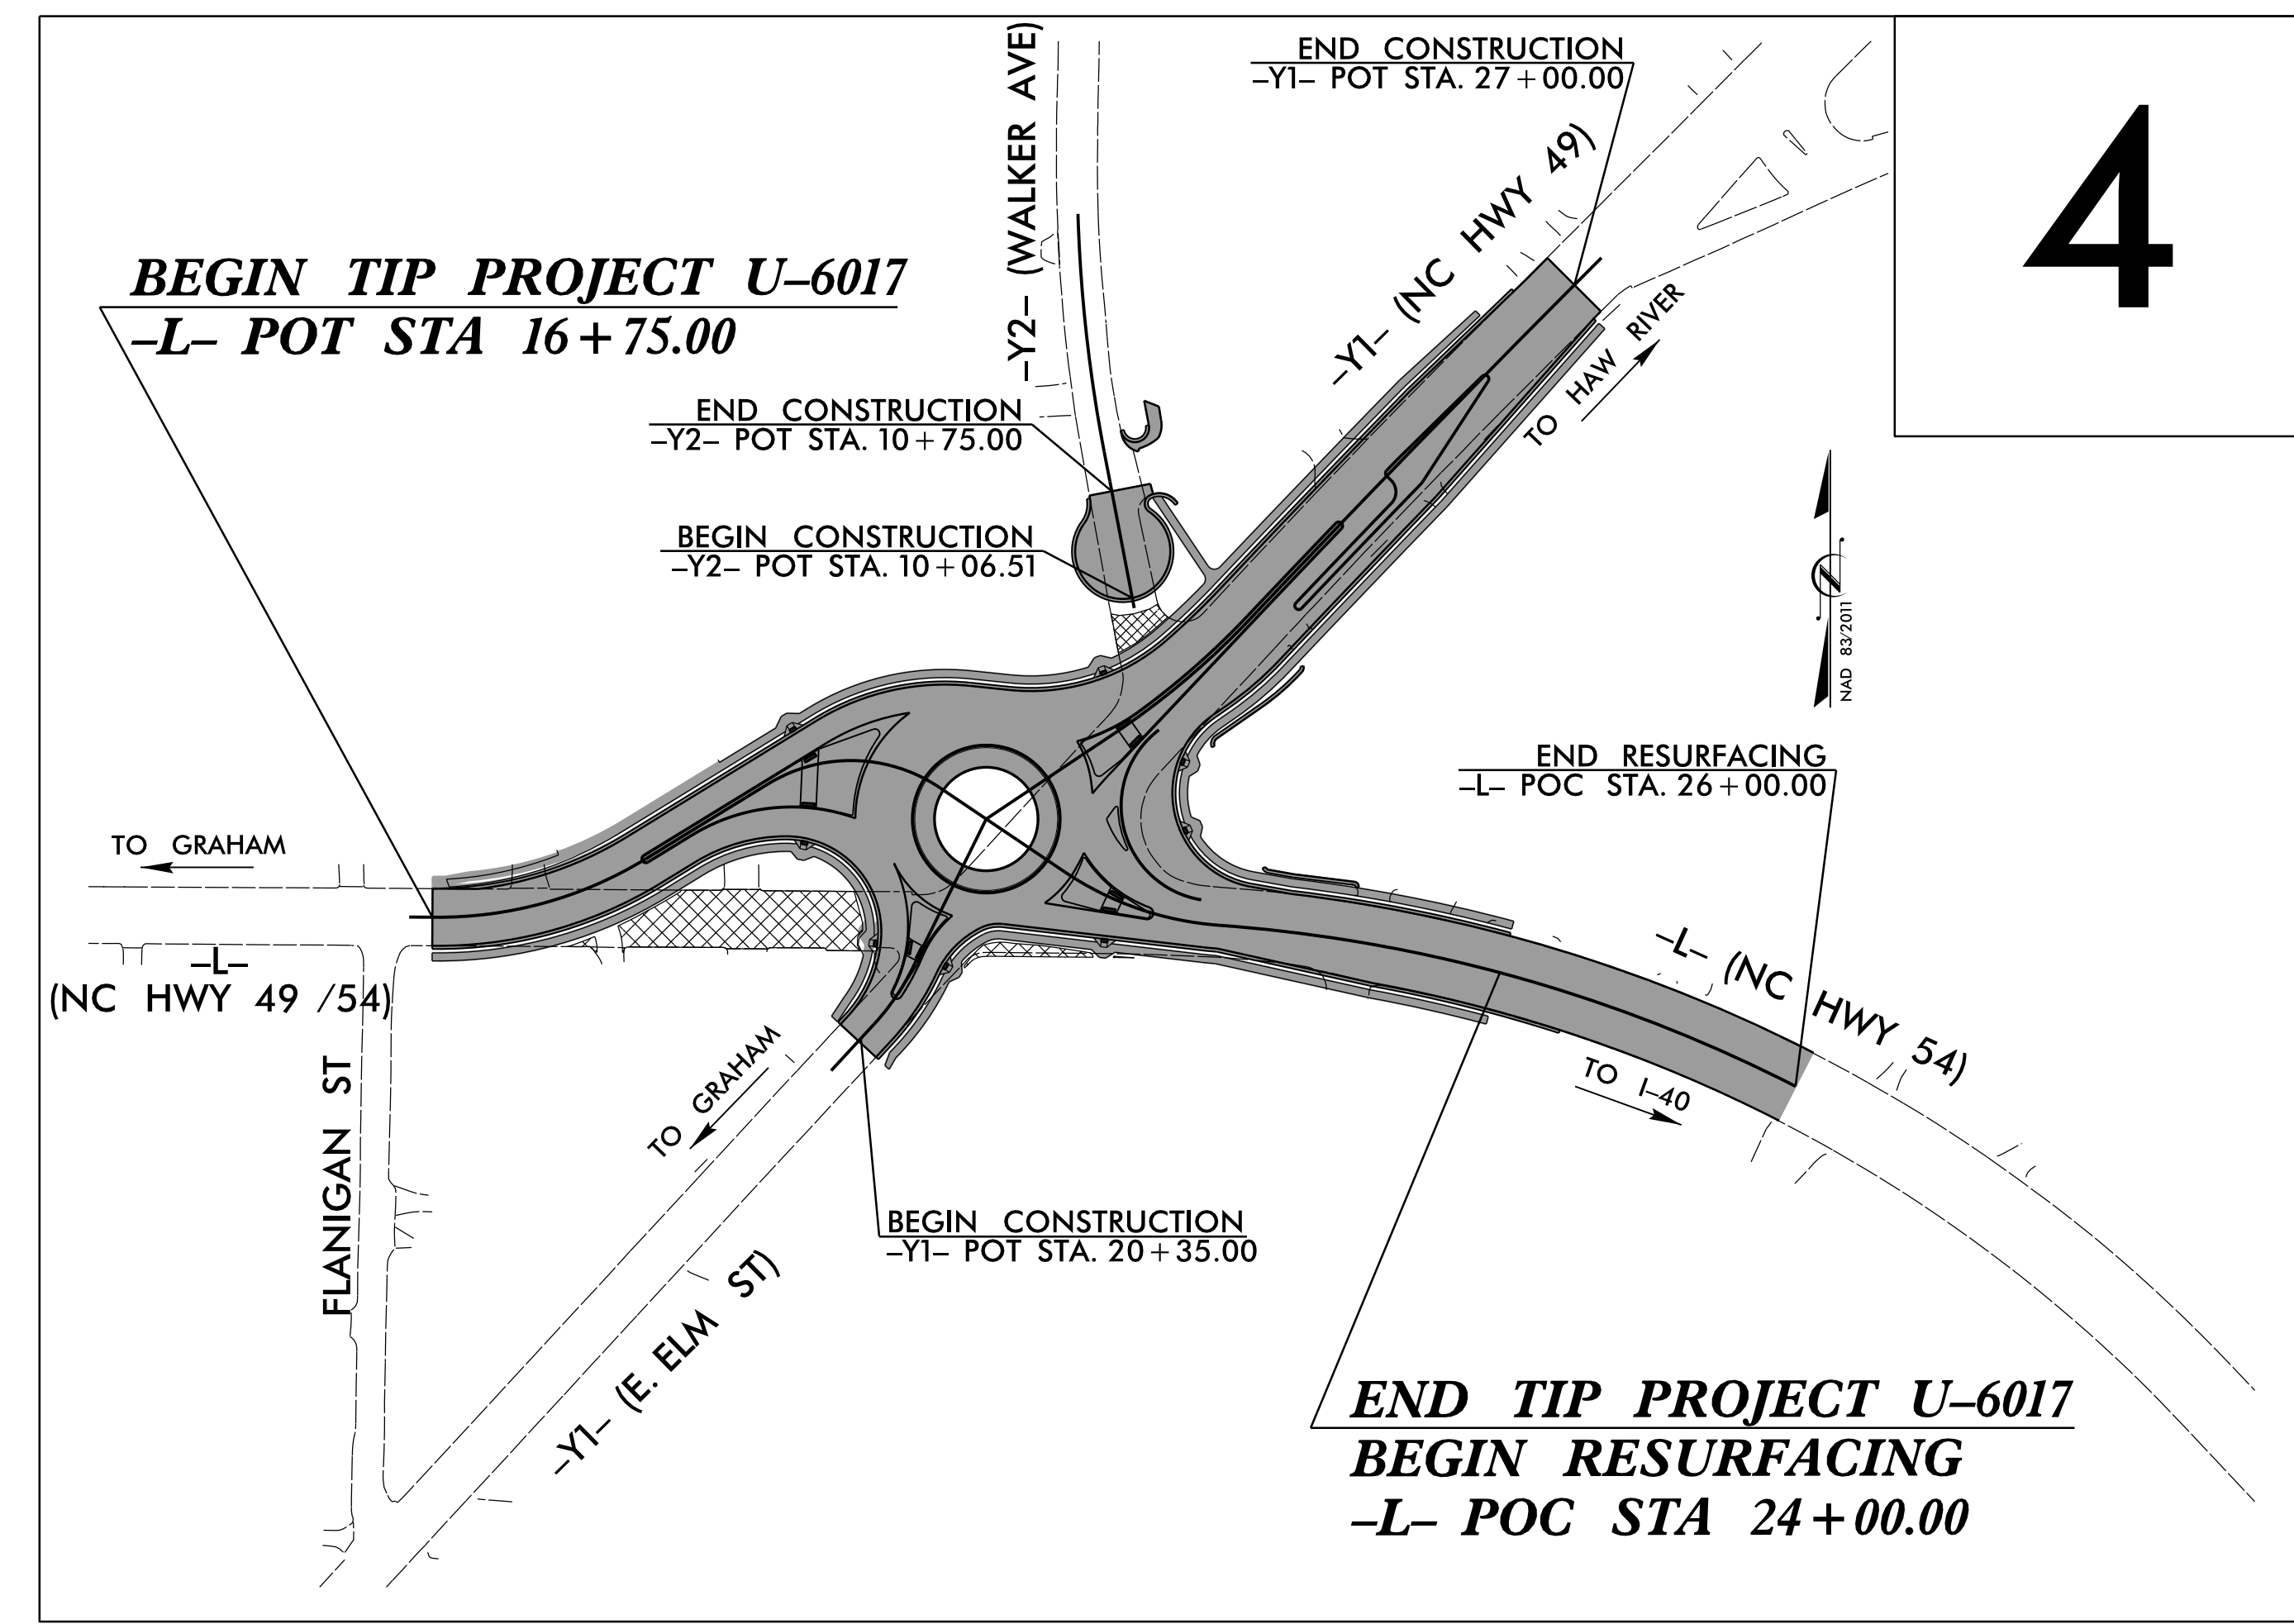 END CONSTRUCTION
–Y1– POT STA. 27+00.00
4
–Y2– (WALKER AVE)
–Y1– (NC HWY 49)
BEGIN TIP PROJECT U–6017
–L– POT STA 16+75.00
TO HAW RIVER
END CONSTRUCTION
–Y2– POT STA. 10+75.00
BEGIN CONSTRUCTION
–Y2– POT STA. 10+06.51
N
NAD 83/2011
END RESURFACING
–L– POC STA. 26+00.00
TO GRAHAM
–L–
(NC HWY 49 /54)
–L– (NC HWY 54)
TO I–40
FLANIGAN ST
TO GRAHAM
BEGIN CONSTRUCTION
–Y1– POT STA. 20+35.00
–Y1– (E. ELM ST)
END TIP PROJECT U–6017
BEGIN RESURFACING
–L– POC STA 24+00.00